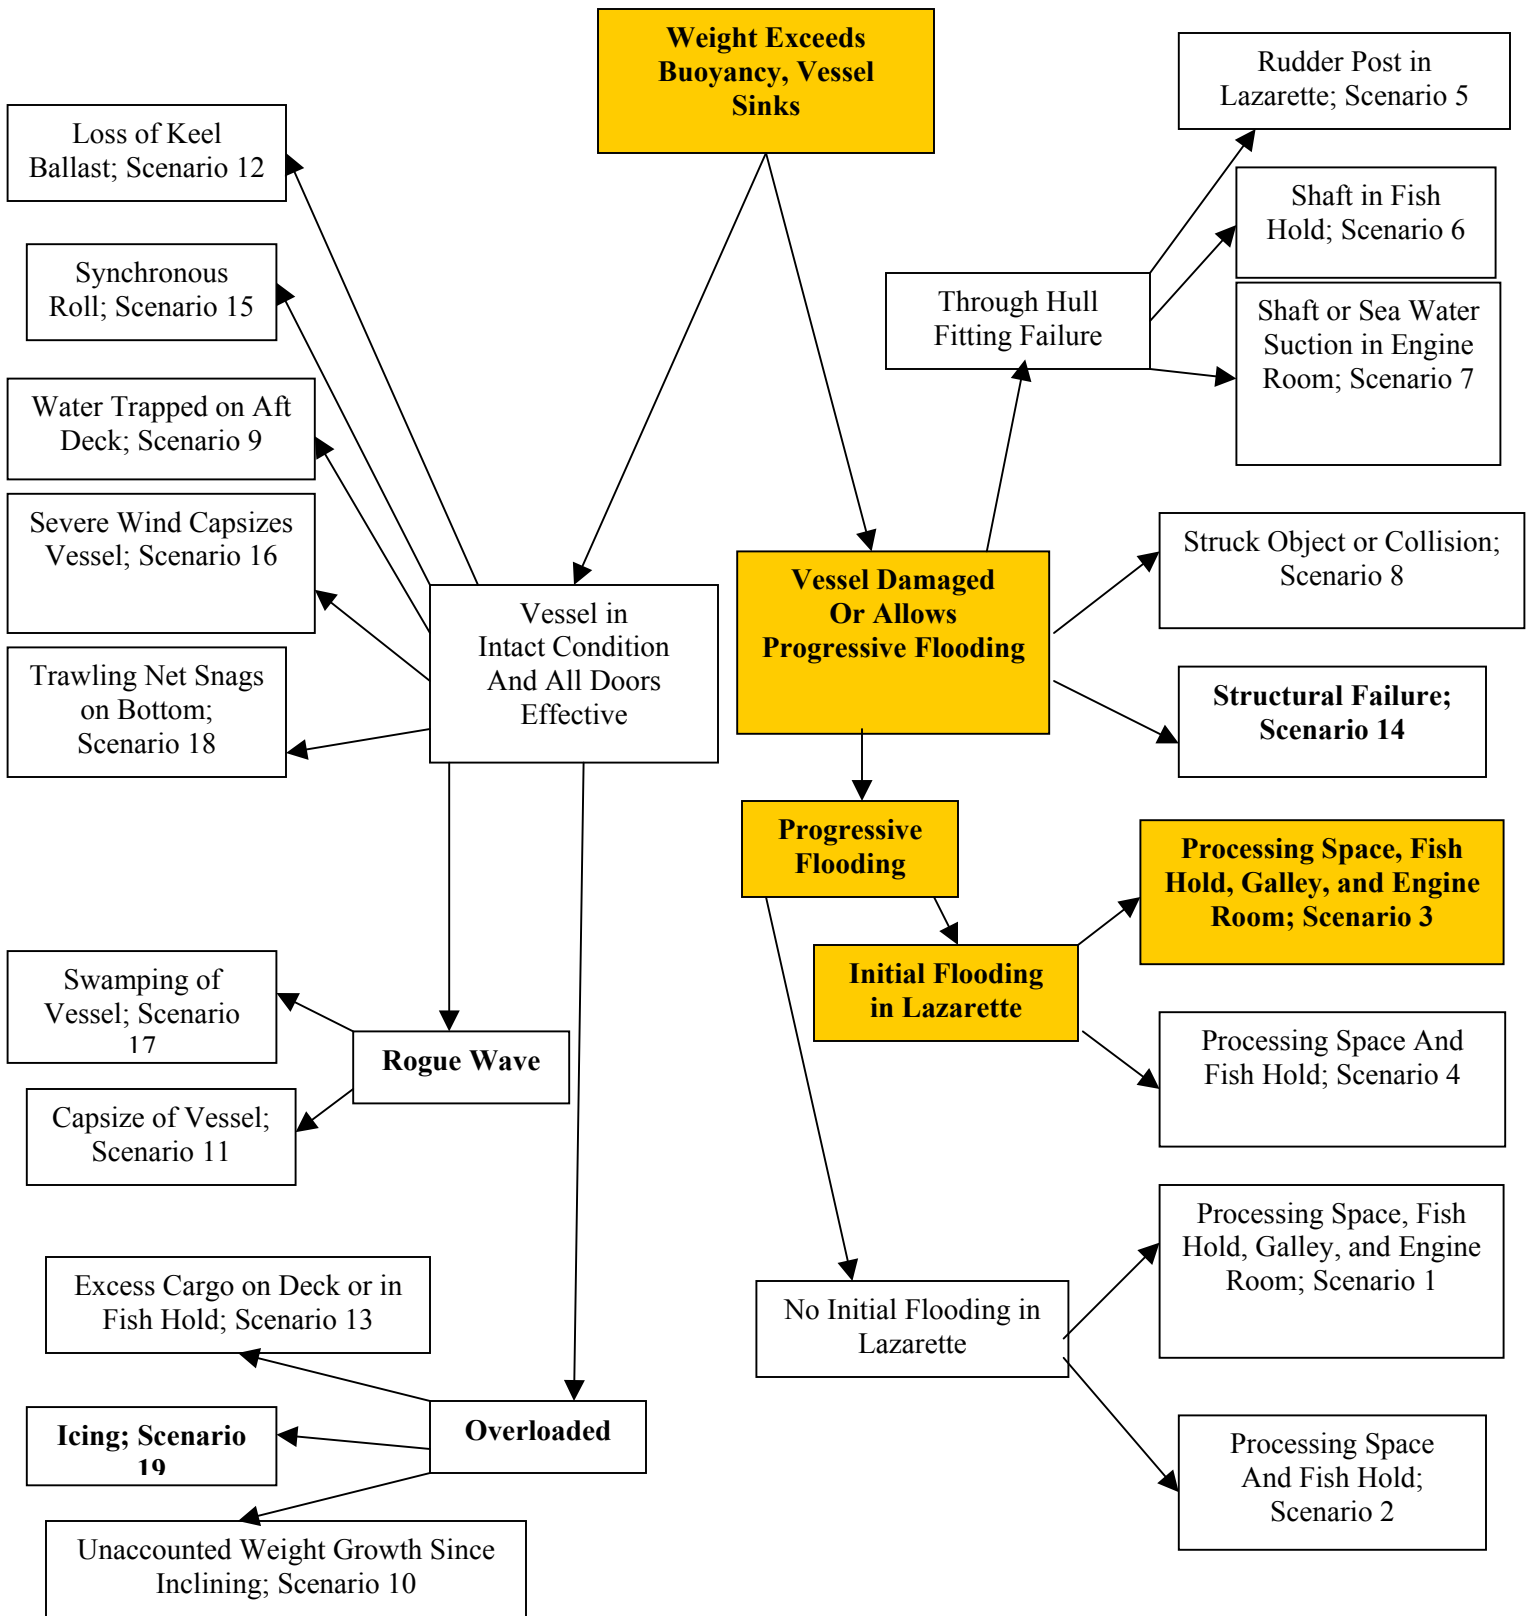 Weight Exceeds
Buoyancy, Vessel
Sinks
Rudder Post in
Lazarette; Scenario 5
Loss of Keel
Ballast; Scenario 12
Shaft in Fish
Hold; Scenario 6
Synchronous
Roll; Scenario 15
Through Hull
Fitting Failure
Shaft or Sea Water
Suction in Engine
Room; Scenario 7
Water Trapped on Aft
Deck; Scenario 9
Severe Wind Capsizes
Vessel; Scenario 16
Struck Object or Collision;
Scenario 8
Vessel Damaged
Or Allows
Progressive Flooding
Vessel in
Intact Condition
And All Doors
Effective
Trawling Net Snags
on Bottom;
Scenario 18
Structural Failure;
Scenario 14
Progressive
Flooding
Processing Space, Fish
Hold, Galley, and Engine
Room; Scenario 3
Initial Flooding
in Lazarette
Swamping of
Vessel; Scenario
17
Rogue Wave
Processing Space And
Fish Hold; Scenario 4
Capsize of Vessel;
Scenario 11
Processing Space, Fish
Hold, Galley, and Engine
Room; Scenario 1
Excess Cargo on Deck or in
Fish Hold; Scenario 13
No Initial Flooding in
Lazarette
Icing; Scenario
19
Overloaded
Processing Space
And Fish Hold;
Scenario 2
Unaccounted Weight Growth Since
Inclining; Scenario 10